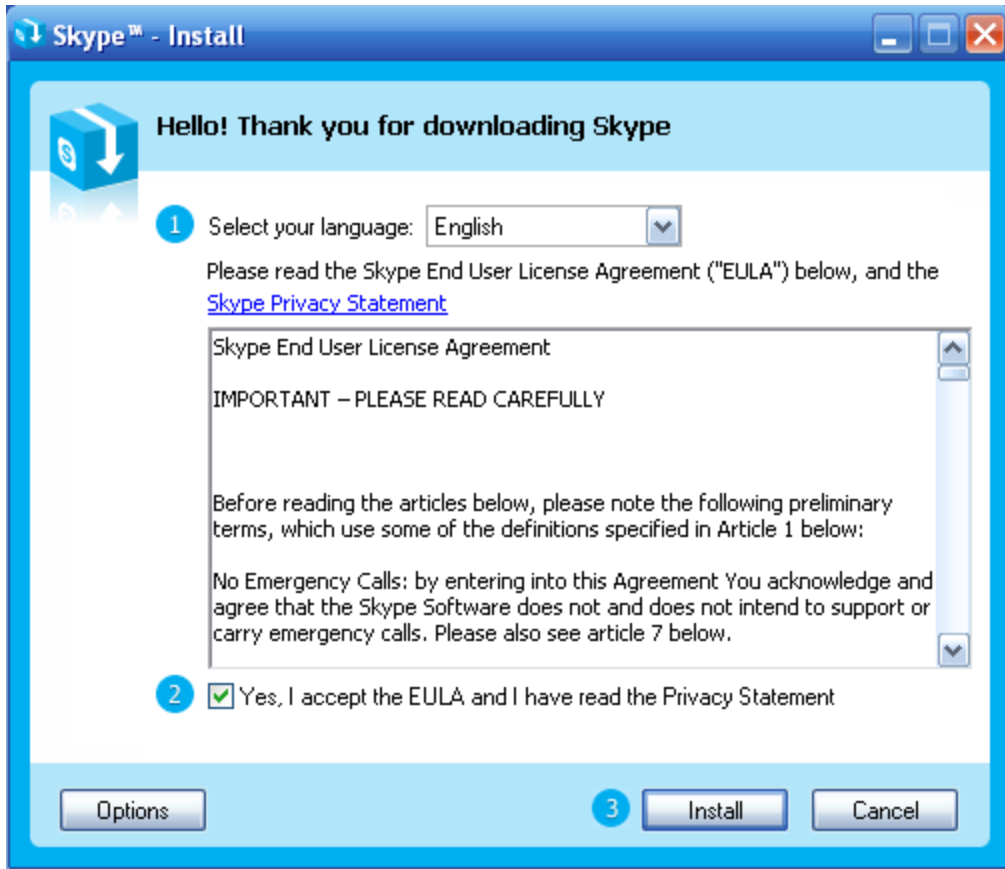 Skype™ - Install
Hello! Thank you for downloading Skype
1 Select your language: English
Please read the Skype End User License Agreement ("EULA") below, and the
Skype Privacy Statement
Skype End User License Agreement
IMPORTANT – PLEASE READ CAREFULLY
Before reading the articles below, please note the following preliminary
terms, which use some of the definitions specified in Article 1 below:
No Emergency Calls: by entering into this Agreement You acknowledge and
agree that the Skype Software does not and does not intend to support or
carry emergency calls. Please also see article 7 below.
2 Yes, I accept the EULA and I have read the Privacy Statement
Options 3 Install Cancel